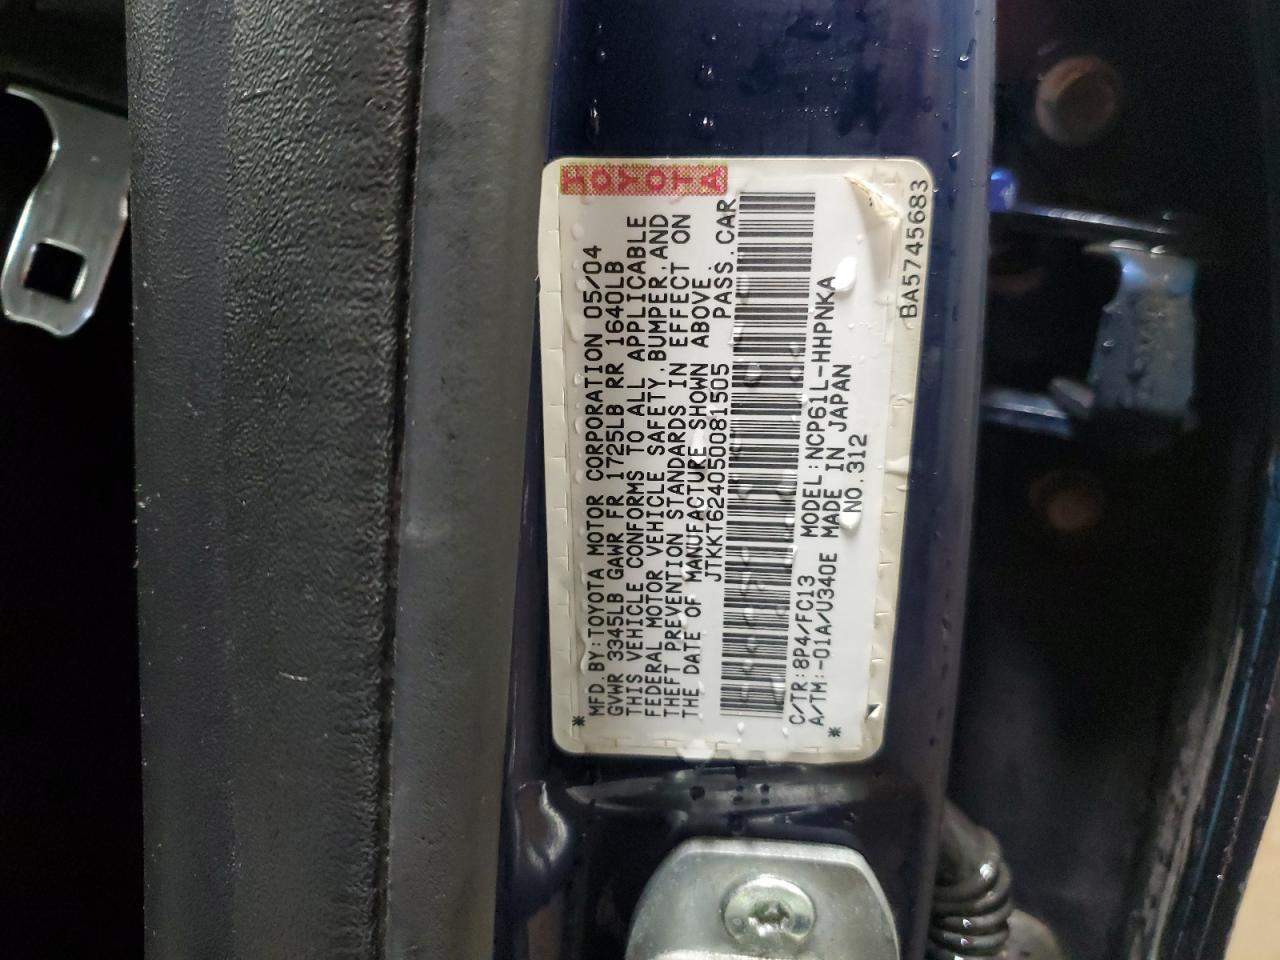 TOYOTA
MFD. BY: TOYOTA MOTOR CORPORATION 05/04
GVWR 3345LB GAWR FR 1725LB RR 1640LB
THIS VEHICLE CONFORMS TO ALL APPLICABLE
FEDERAL MOTOR VEHICLE SAFETY, BUMPER, AND
THEFT PREVENTION STANDARDS IN EFFECT ON
THE DATE OF MANUFACTURE SHOWN ABOVE.
JTKKT624050081505 PASS. CAR
C/TR: 8P4/FC13 MODEL: NCP61L-HHPNKA
A/TM: -01A/U340E MADE IN JAPAN
NO. 312
BA5745683